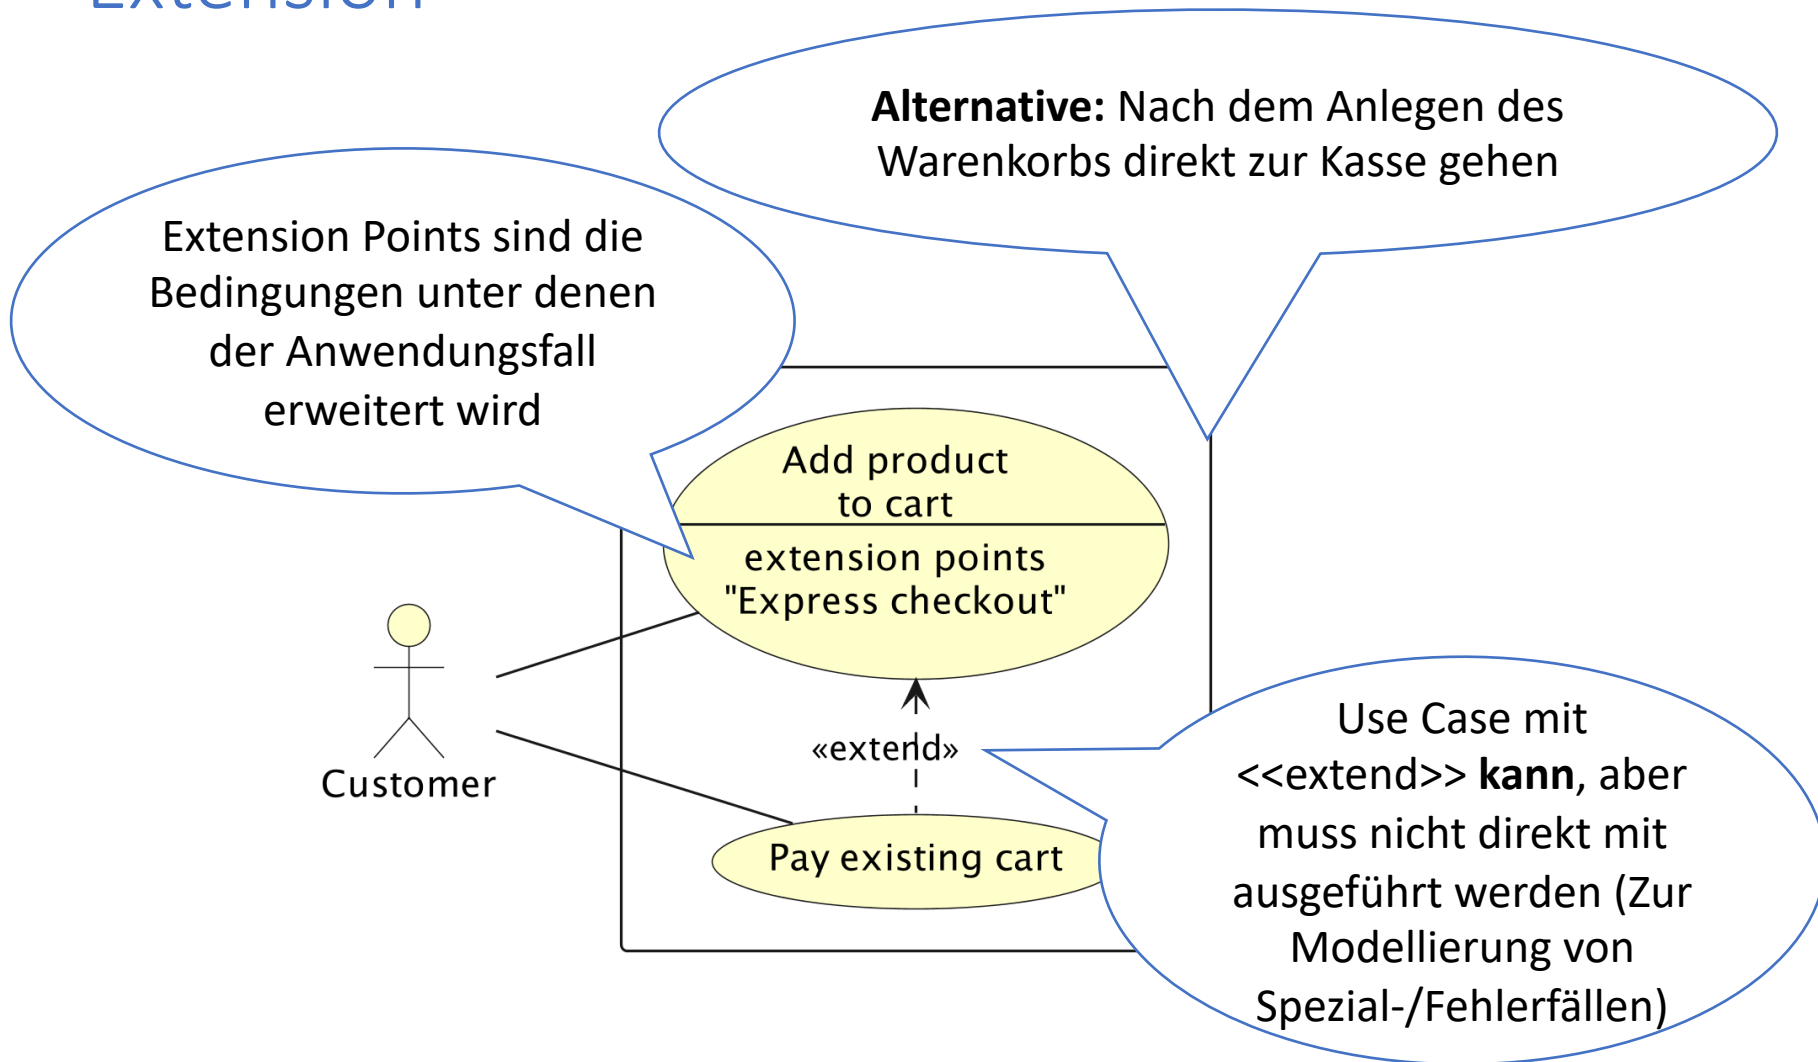 Extension
Alternative: Nach dem Anlegen des
Warenkorbs direkt zur Kasse gehen
Extension Points sind die
Bedingungen unter denen
der Anwendungsfall
erweitert wird
Add product
to cart
extension points
"Express checkout"
Customer
«extend»
Pay existing cart
Use Case mit
<<extend>> kann, aber
muss nicht direkt mit
ausgeführt werden (Zur
Modellierung von
Spezial-/Fehlerfällen)